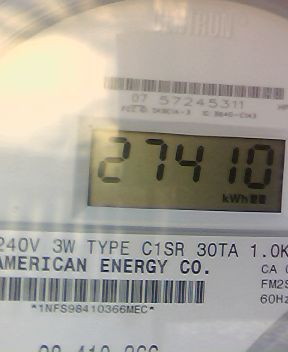 07 57245311
27410
kWh
240V 3W TYPE C1SR 30TA 1.0K
AMERICAN ENERGY CO.
CA
FM2S
60Hz
*1NFS98410366MEC*